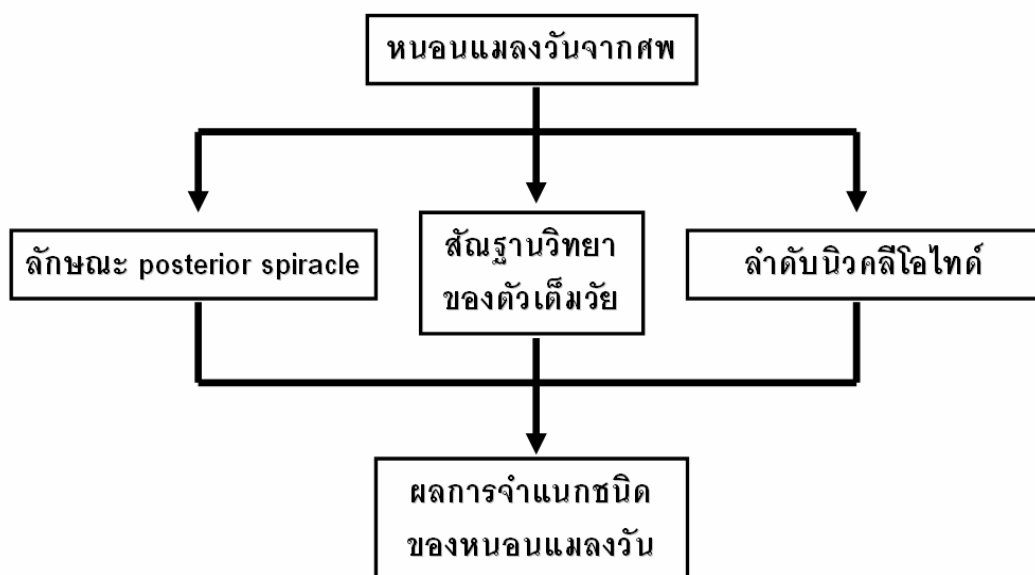 หนอนแมลงวันจากศพ
ลักษณะ posterior spiracle
สัณฐานวิทยา
ของตัวเต็มวัย
ลำดับนิวคลีโอไทด์
ผลการจำแนกชนิด
ของหนอนแมลงวัน